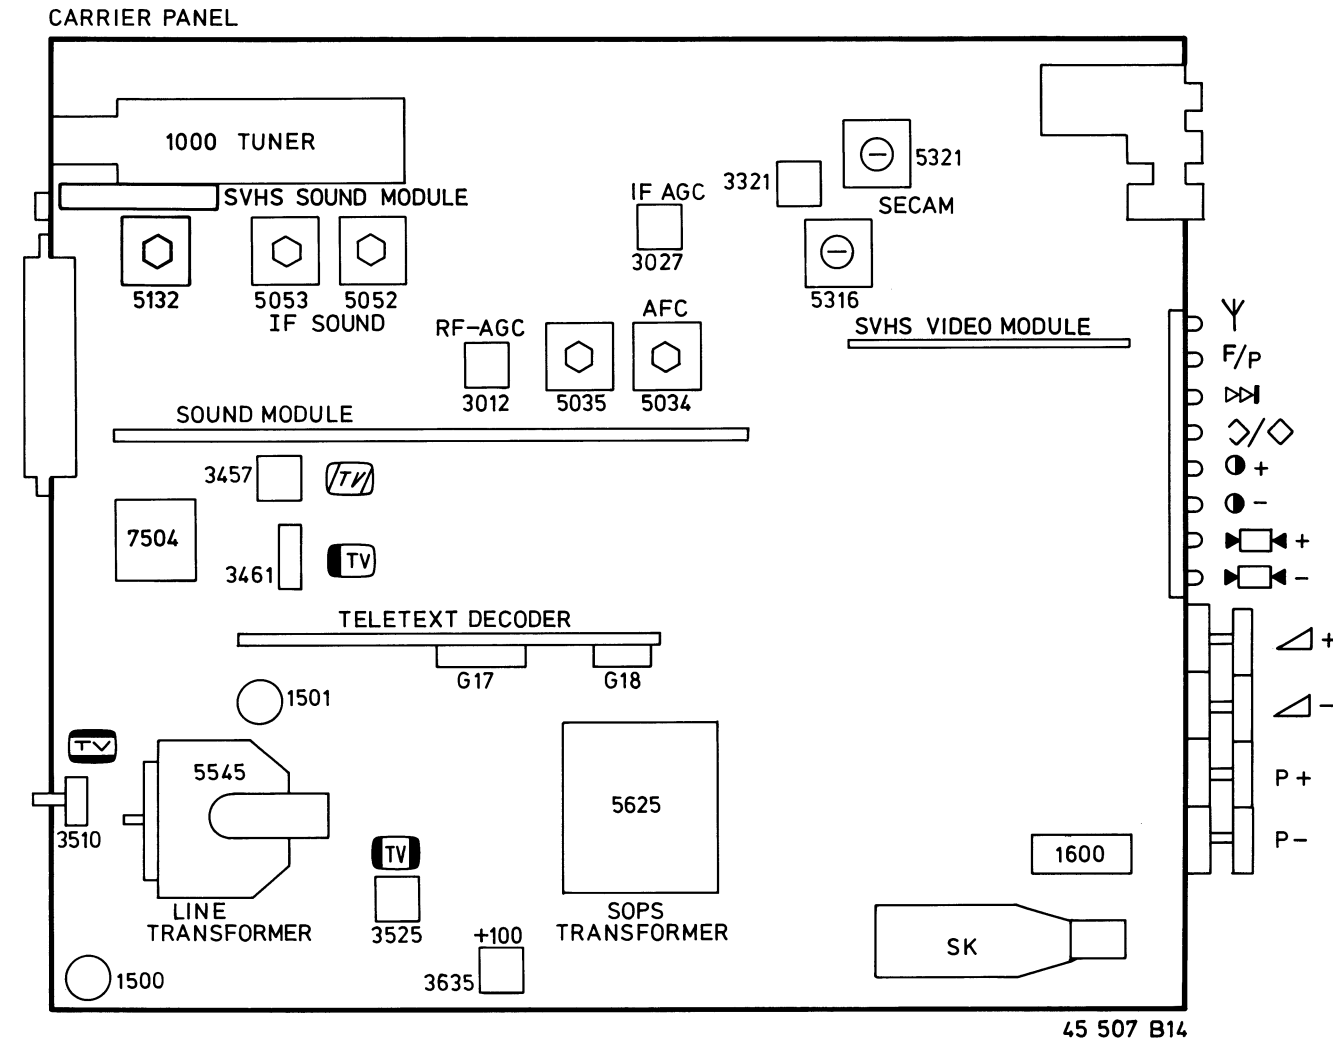 CARRIER PANEL
1000 TUNER
SVHS SOUND MODULE
5132
5053
5052
IF SOUND
IF AGC
3027
3321
5321
SECAM
5316
RF-AGC
3012
5035
AFC
5034
SVHS VIDEO MODULE
F/P
+
-
+
-
+
-
P+
P-
SOUND MODULE
3457
TV
7504
3461
TV
TELETEXT DECODER
G17
G18
1501
TV
5545
3510
LINE
TRANSFORMER
TV
3525
5625
SOPS
TRANSFORMER
+100
3635
1500
1600
SK
45 507 B14